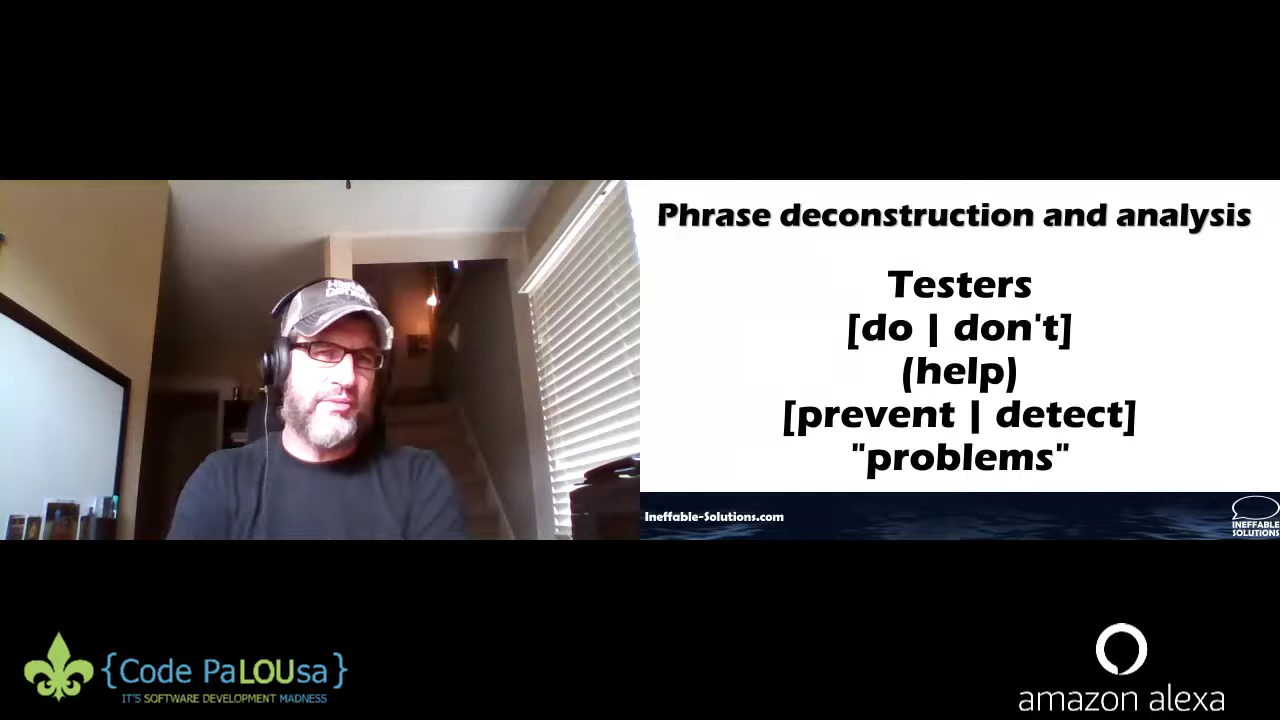 Phrase deconstruction and analysis
Testers
[do | don't]
(help)
[prevent | detect]
"problems"
Ineffable-Solutions.com
INEFFABLE
SOLUTIONS
{Code PaLOUsa}
IT'S SOFTWARE DEVELOPMENT MADNESS
amazon alexa